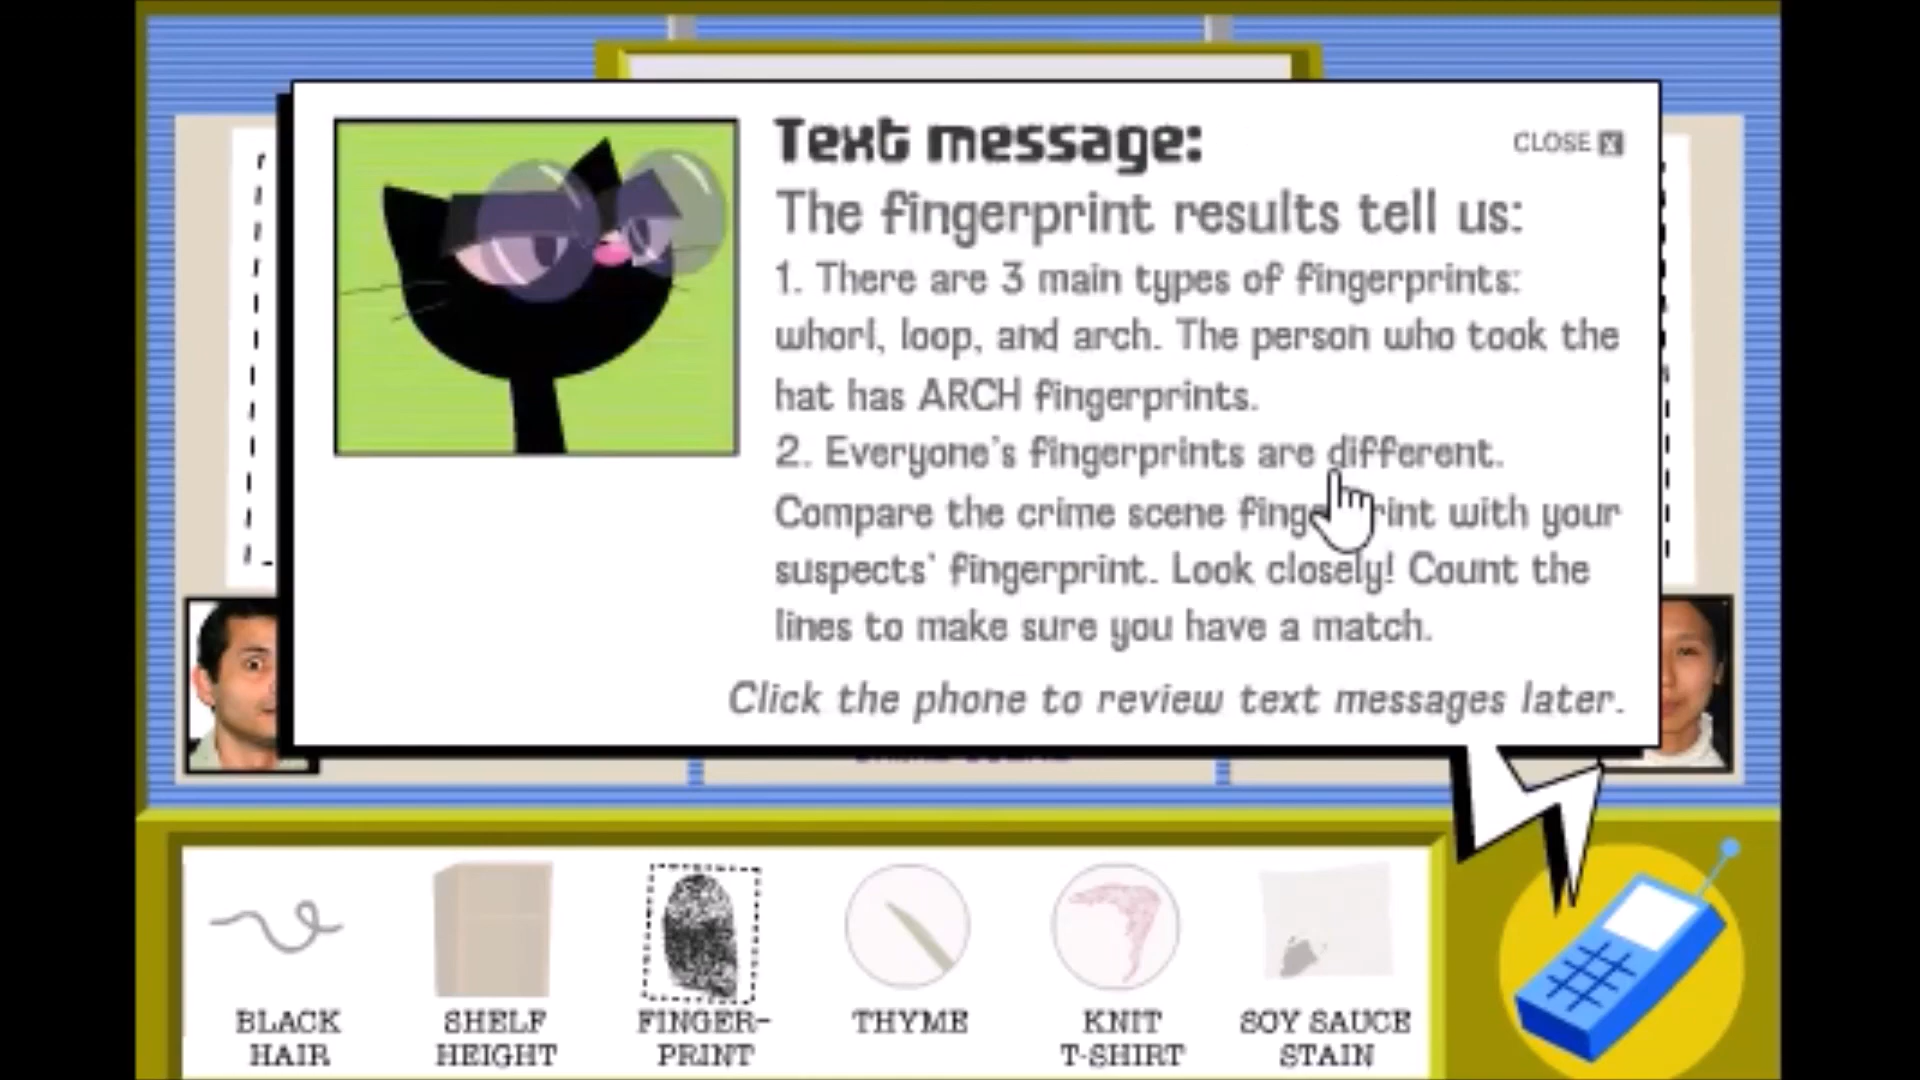 Text message:
CLOSE X
The fingerprint results tell us:
1. There are 3 main types of fingerprints:
whorl, loop, and arch. The person who took the
hat has ARCH fingerprints.
2. Everyone's fingerprints are different.
Compare the crime scene fingerprint with your
suspects' fingerprint. Look closely! Count the
lines to make sure you have a match.
Click the phone to review text messages later.
BLACK
HAIR
SHELF
HEIGHT
FINGER-
PRINT
THYME
KNIT
T-SHIRT
SOY SAUCE
STAIN